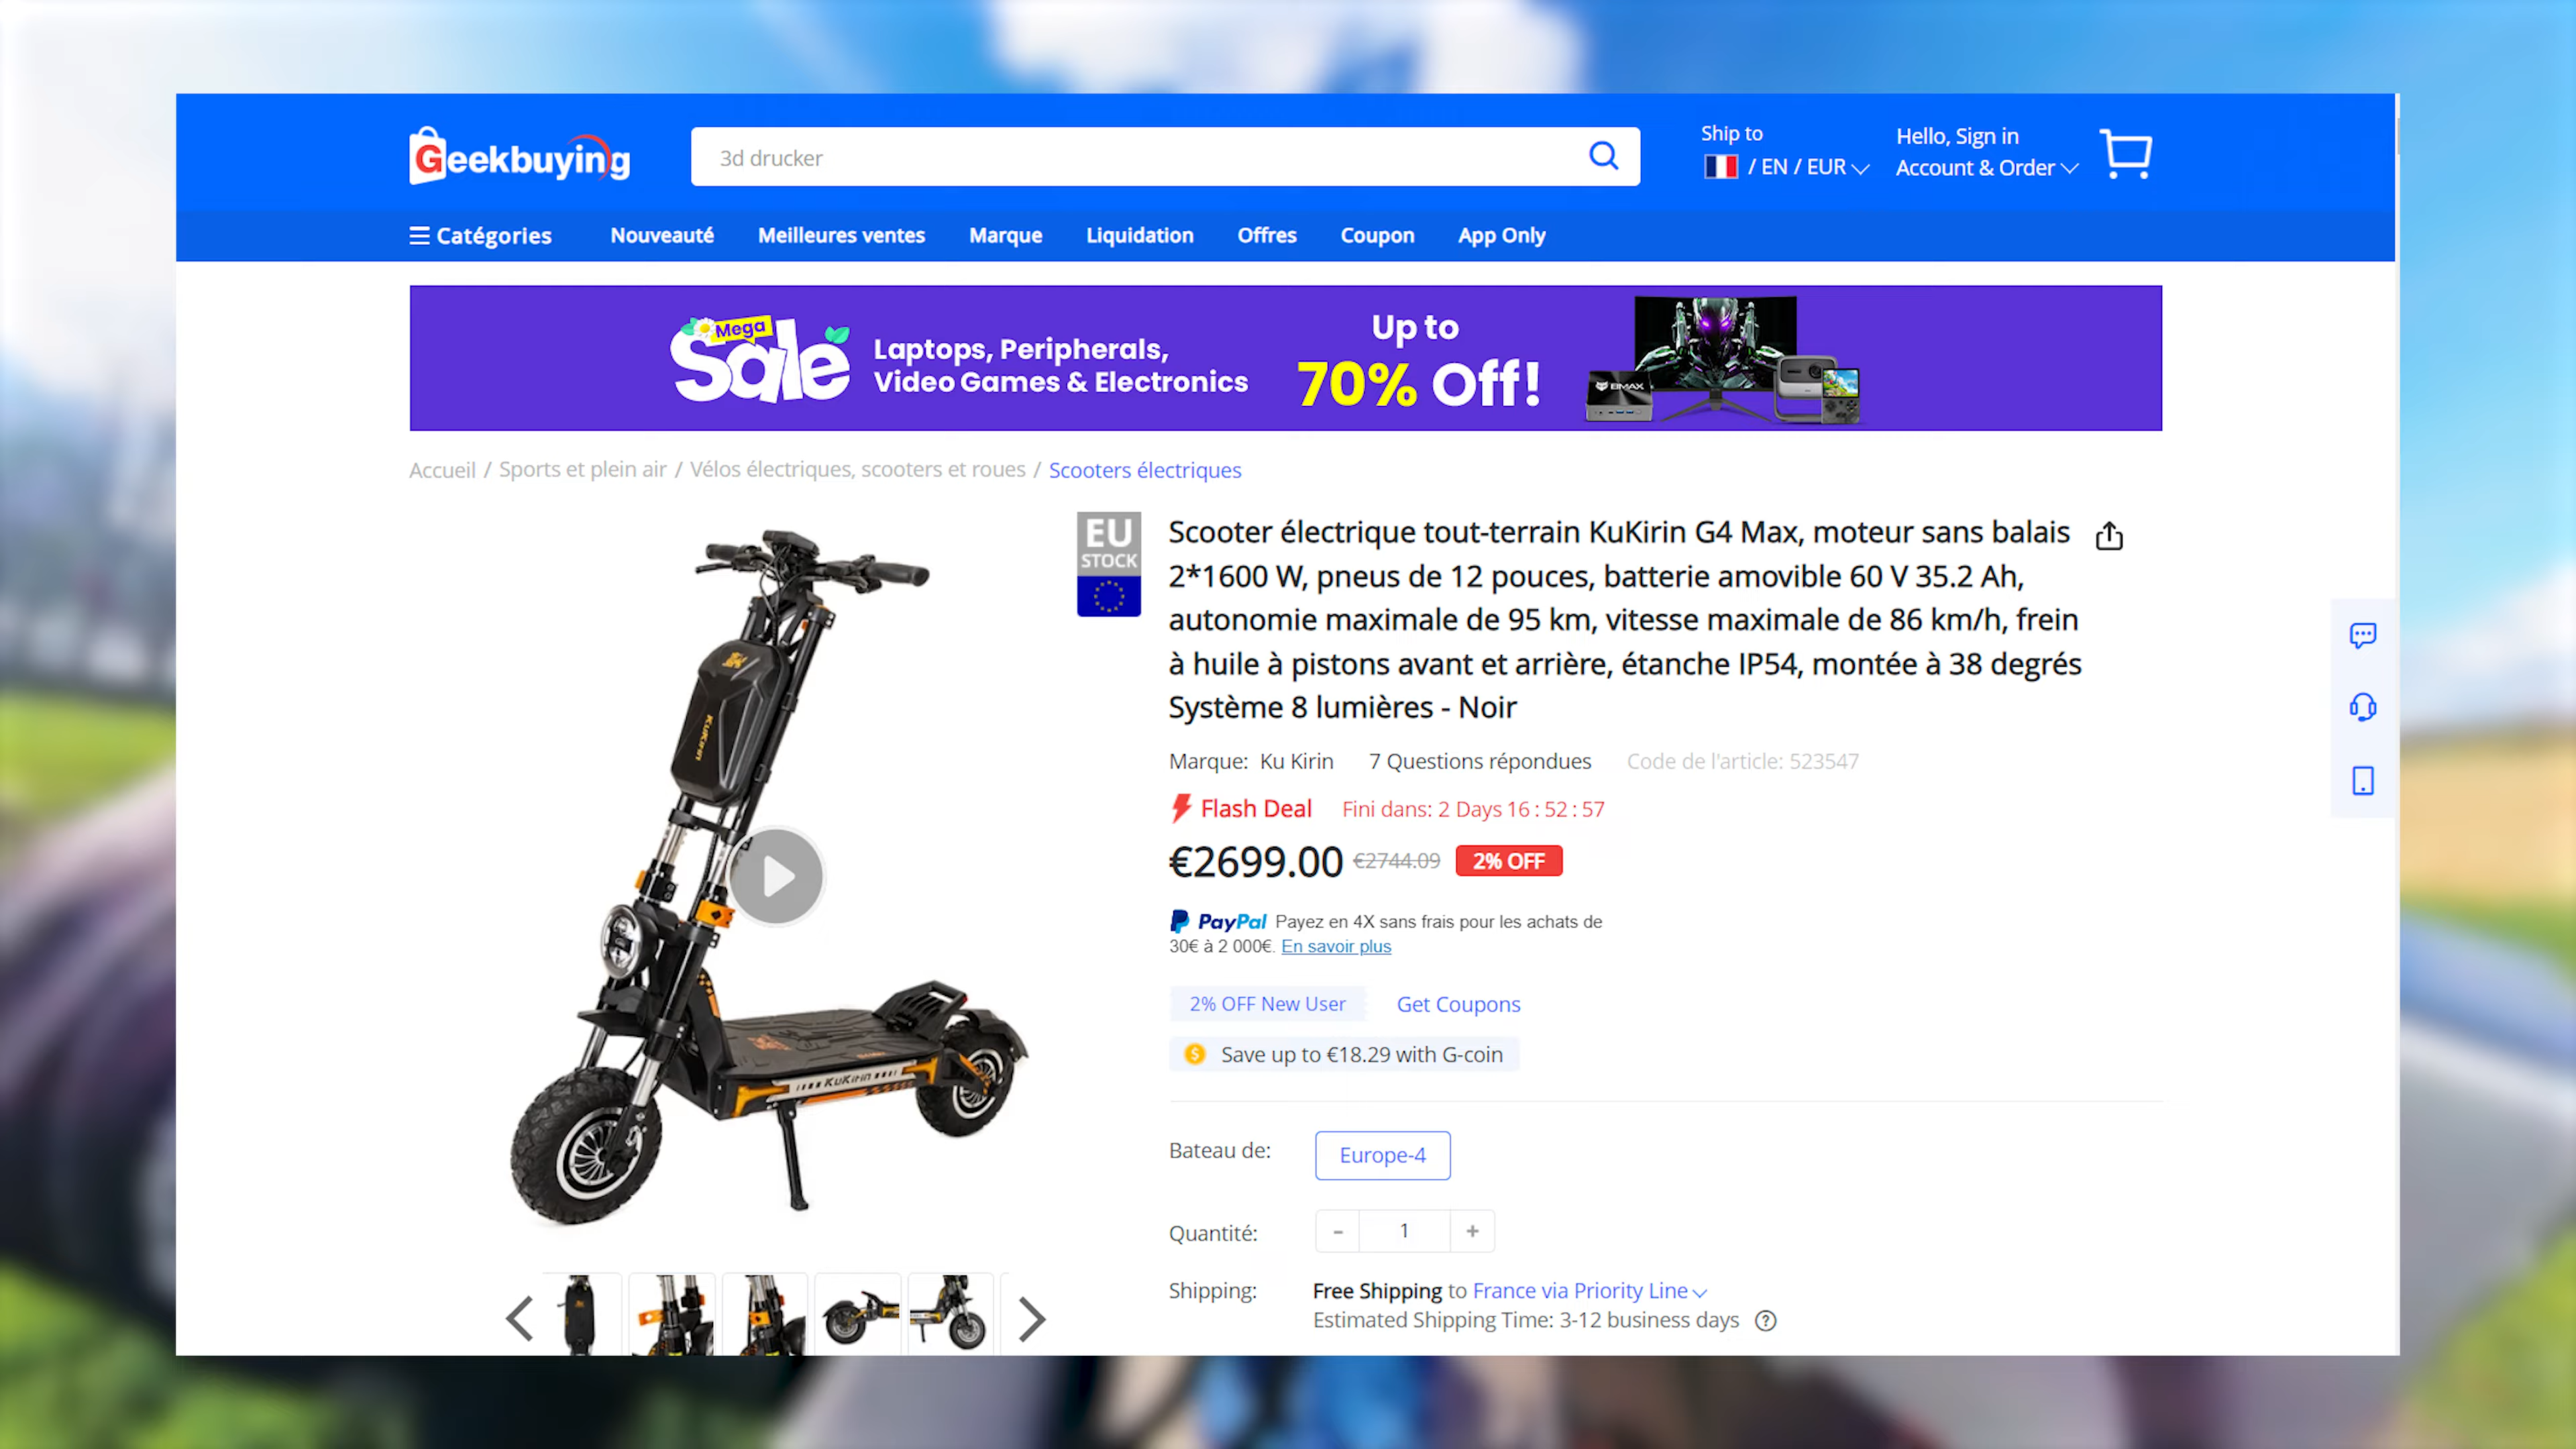 Geekbuying
3d drucker
Ship to
/ EN / EUR
Hello, Sign in
Account & Order
Catégories
Nouveauté
Meilleures ventes
Marque
Liquidation
Offres
Coupon
App Only
Mega
Sale
Laptops, Peripherals,
Video Games & Electronics
Up to
70% Off!
BMAX
Accueil / Sports et plein air / Vélos électriques, scooters et roues / Scooters électriques
EU
STOCK
Scooter électrique tout-terrain KuKirin G4 Max, moteur sans balais
2*1600 W, pneus de 12 pouces, batterie amovible 60 V 35.2 Ah,
autonomie maximale de 95 km, vitesse maximale de 86 km/h, frein
à huile à pistons avant et arrière, étanche IP54, montée à 38 degrés
Système 8 lumières - Noir
Marque: Ku Kirin
7 Questions répondues
Code de l'article: 523547
Flash Deal
Fini dans: 2 Days 16 : 52 : 57
€2699.00
€2744.09
2% OFF
PayPal Payez en 4X sans frais pour les achats de
30€ à 2 000€. En savoir plus
2% OFF New User
Get Coupons
$ Save up to €18.29 with G-coin
KuKirin
KuKirin
Bateau de:
Europe-4
Quantité:
- 1 +
Shipping:
Free Shipping to France via Priority Line
Estimated Shipping Time: 3-12 business days ?